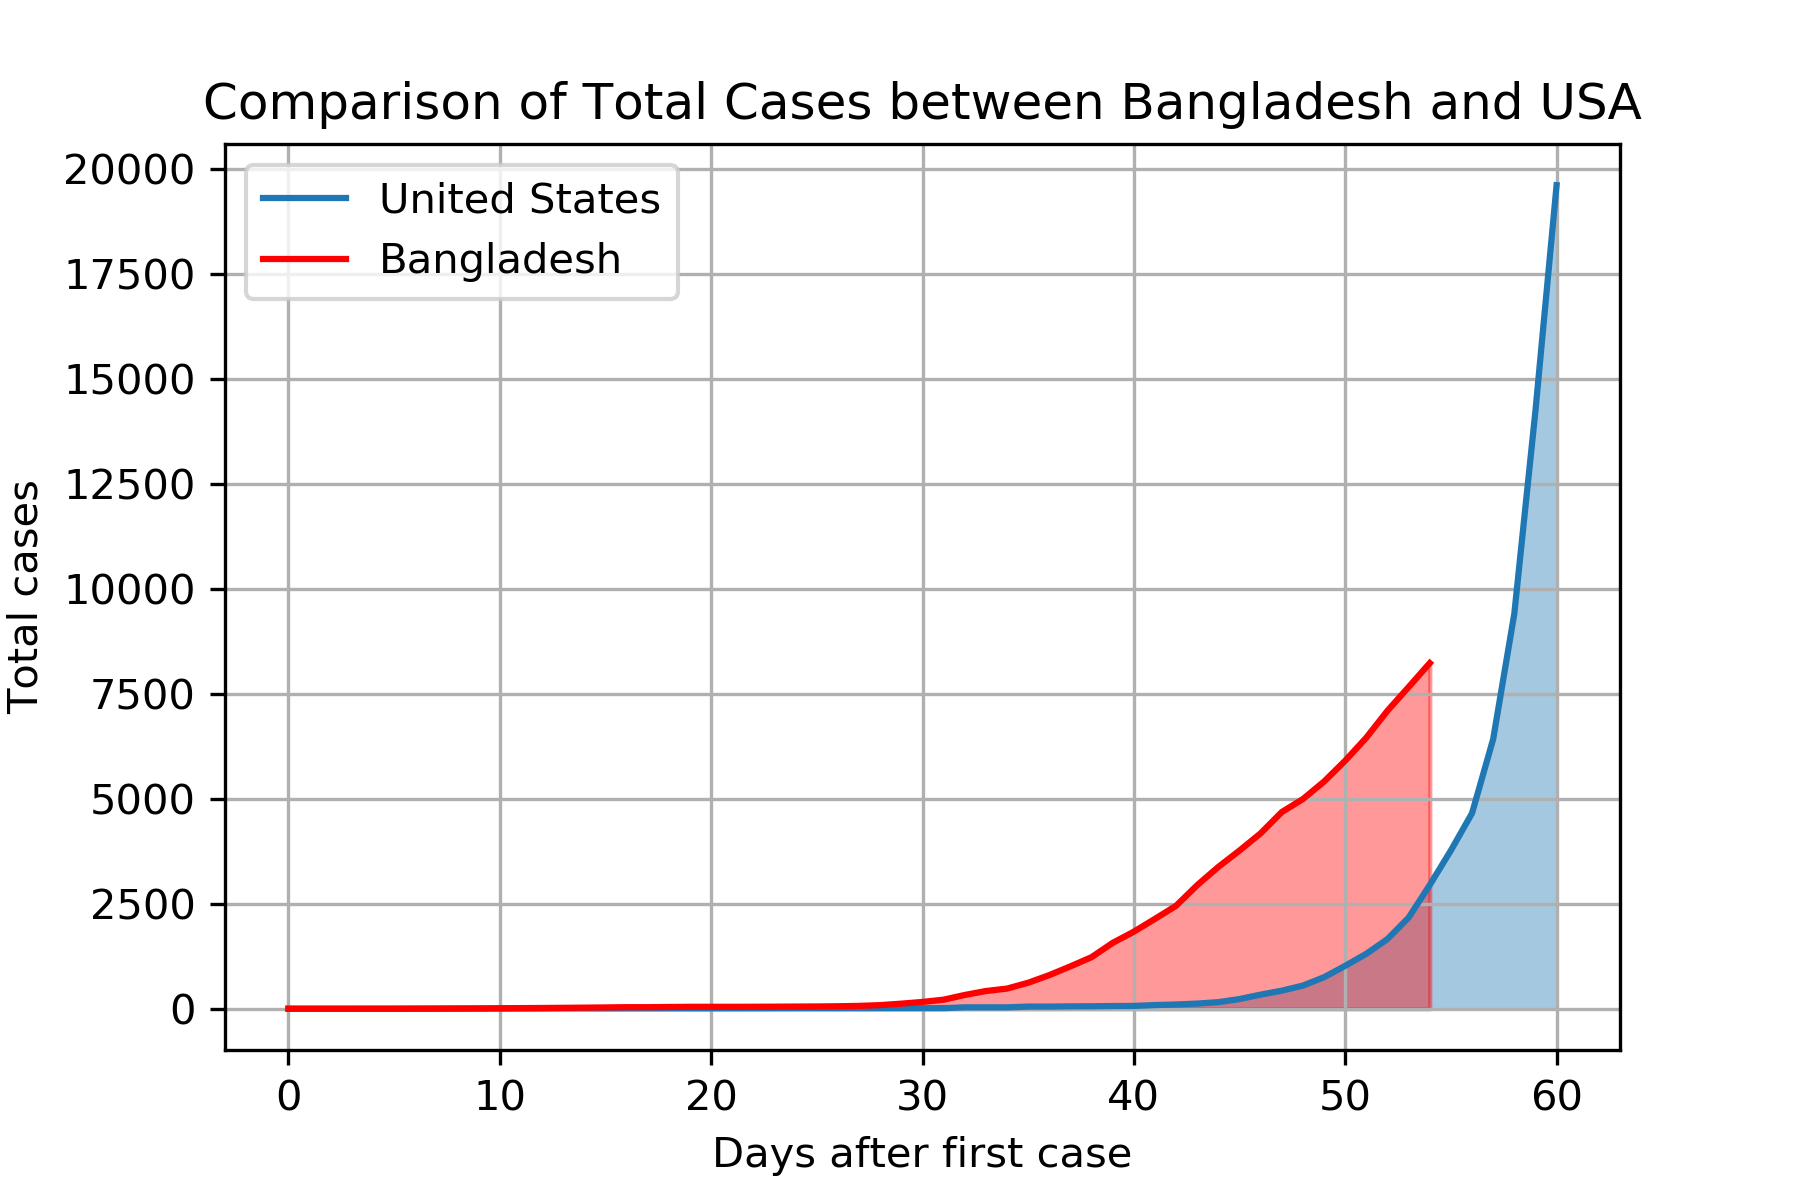 Comparison of Total Cases between Bangladesh and USA
United States
Bangladesh
20000
17500
15000
12500
10000
7500
5000
2500
0
Total cases
0 10 20 30 40 50 60
Days after first case